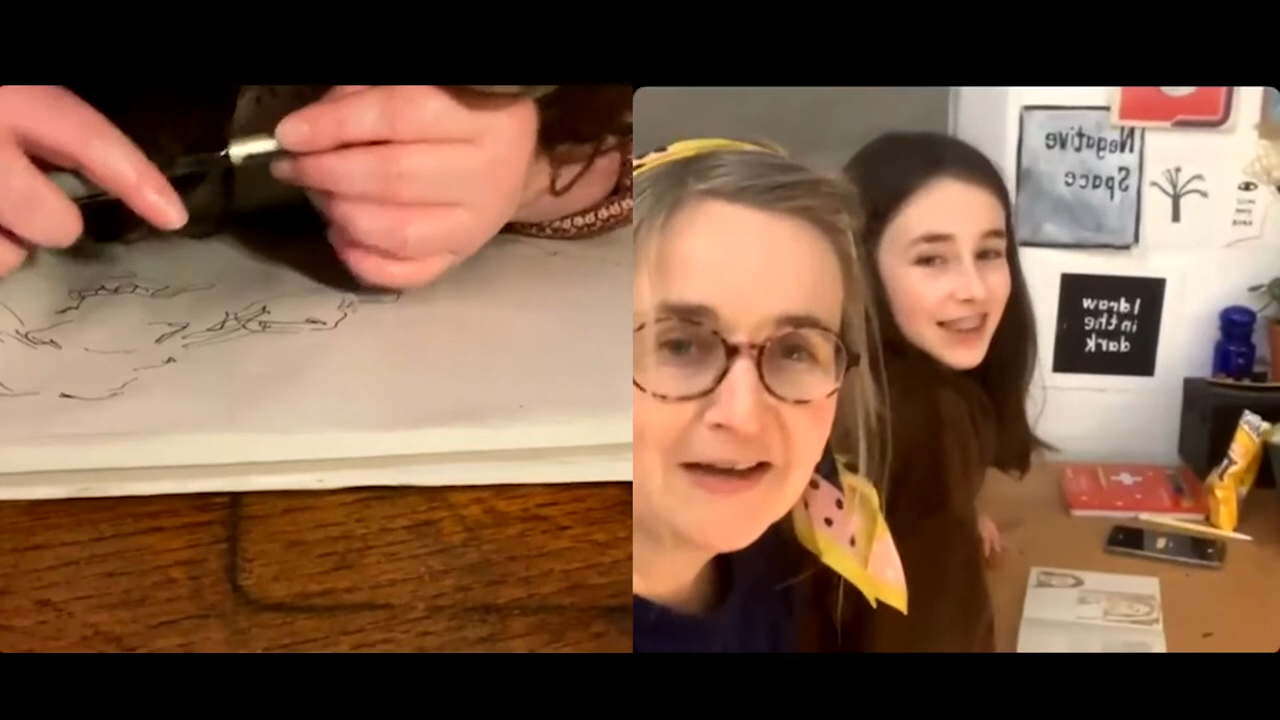 Negative
Space
I draw
in the
dark